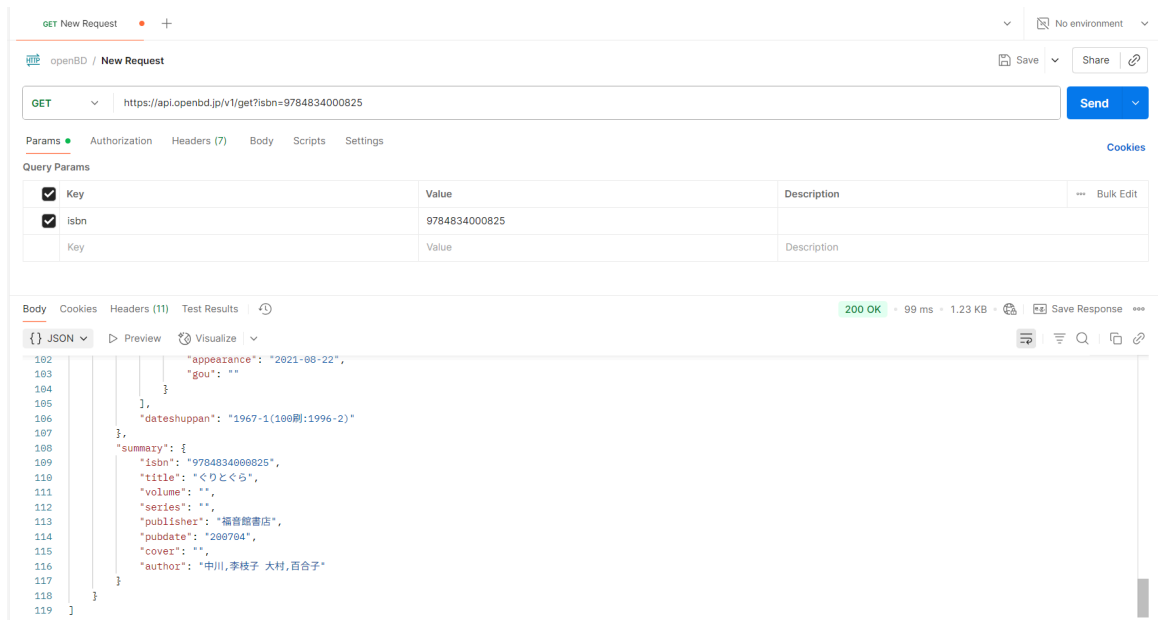 GET New Request
No environment
HTTP openBD / New Request
Save
Share
GET
https://api.openbd.jp/v1/get?isbn=9784834000825
Send
Params Authorization Headers (7) Body Scripts Settings
Cookies
Query Params
Key Value Description Bulk Edit
isbn 9784834000825
Key Value Description
Body Cookies Headers (11) Test Results
200 OK 99 ms 1.23 KB Save Response
{} JSON Preview Visualize
102 "appearance": "2021-08-22",
103 "gou": ""
104 }
105 ],
106 "dateshuppan": "1967-1(100刷:1996-2)"
107 },
108 "summary": {
109 "isbn": "9784834000825",
110 "title": "ぐりとぐら",
111 "volume": "",
112 "series": "",
113 "publisher": "福音館書店",
114 "pubdate": "200704",
115 "cover": "",
116 "author": "中川,李枝子 大村,百合子"
117 }
118 }
119 ]